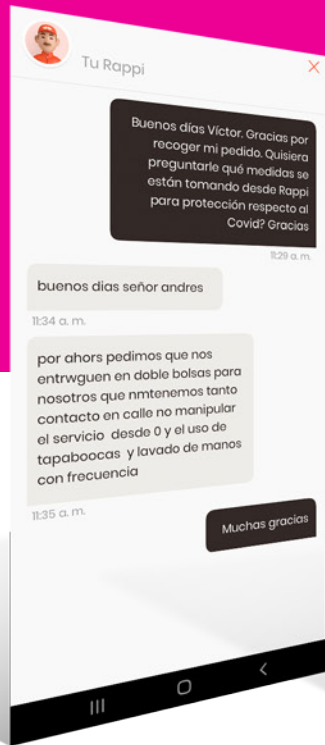 Tu Rappi
Buenos días Víctor. Gracias por
recoger mi pedido. Quisiera
preguntarle qué medidas se
están tomando desde Rappi
para protección respecto al
Covid? Gracias
11:29 a. m.
buenos dias señor andres
11:34 a. m.
por ahors pedimos que nos
entrwguen en doble bolsas para
nosotros que nmtenemos tanto
contacto en calle no manipular
el servicio desde 0 y el uso de
tapaboocas y lavado de manos
con frecuencia
11:35 a. m.
Muchas gracias